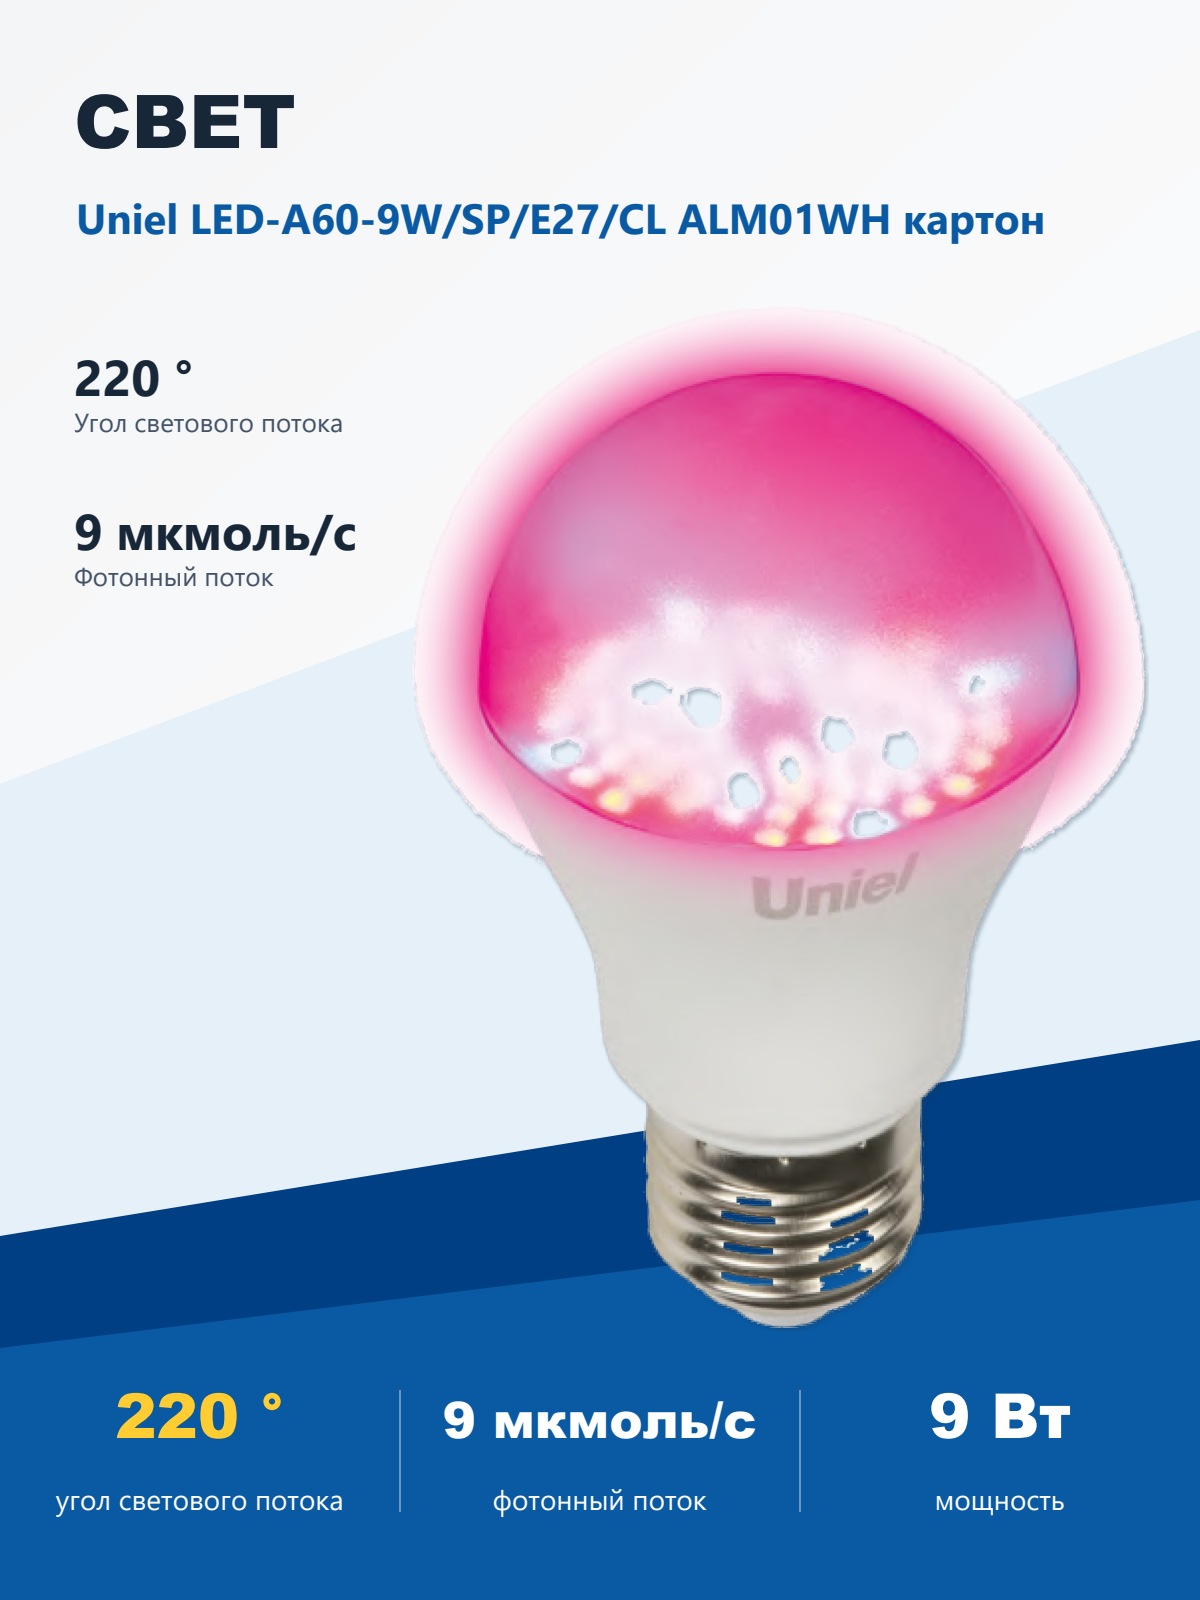 СВЕТ
Uniel LED-A60-9W/SP/E27/CL ALM01WH картон
220 °
Угол светового потока
9 мкмоль/с
Фотонный поток
Uniel
220 °
угол светового потока
9 мкмоль/с
фотонный поток
9 Вт
мощность